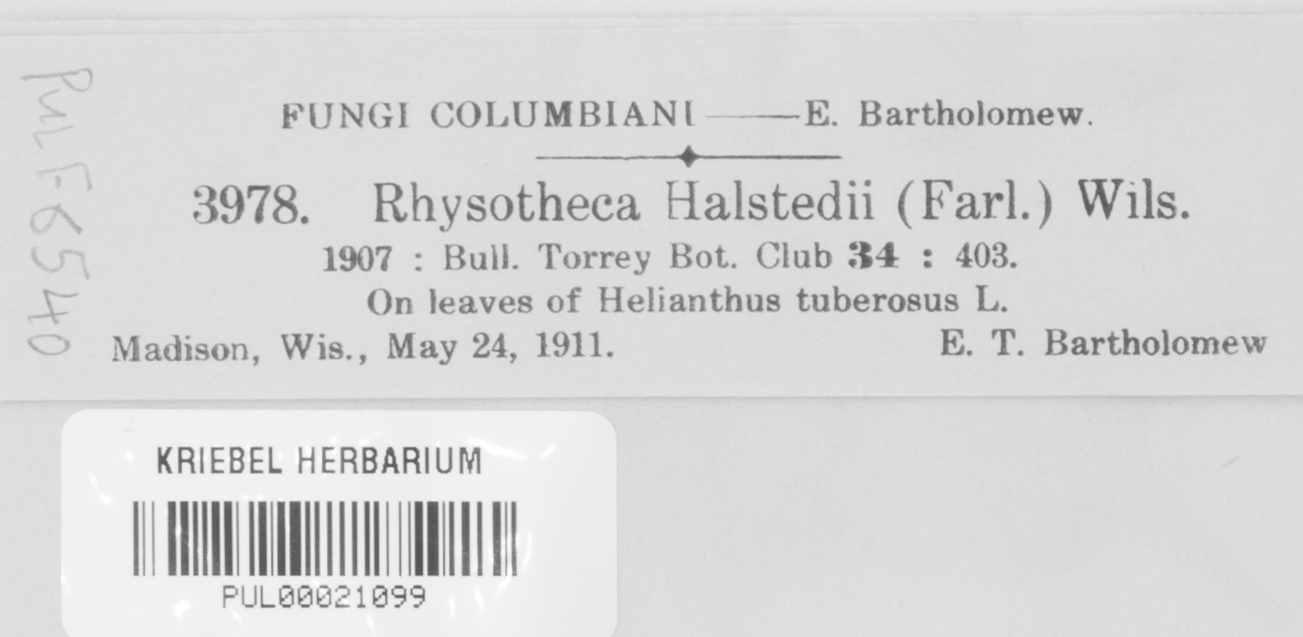 PUL F-6540
FUNGI COLUMBIANI — E. Bartholomew.
3978. Rhysotheca Halstedii (Farl.) Wils.
1907 : Bull. Torrey Bot. Club 34 : 403.
On leaves of Helianthus tuberosus L.
Madison, Wis., May 24, 1911. E. T. Bartholomew
KRIEBEL HERBARIUM
PUL00021099